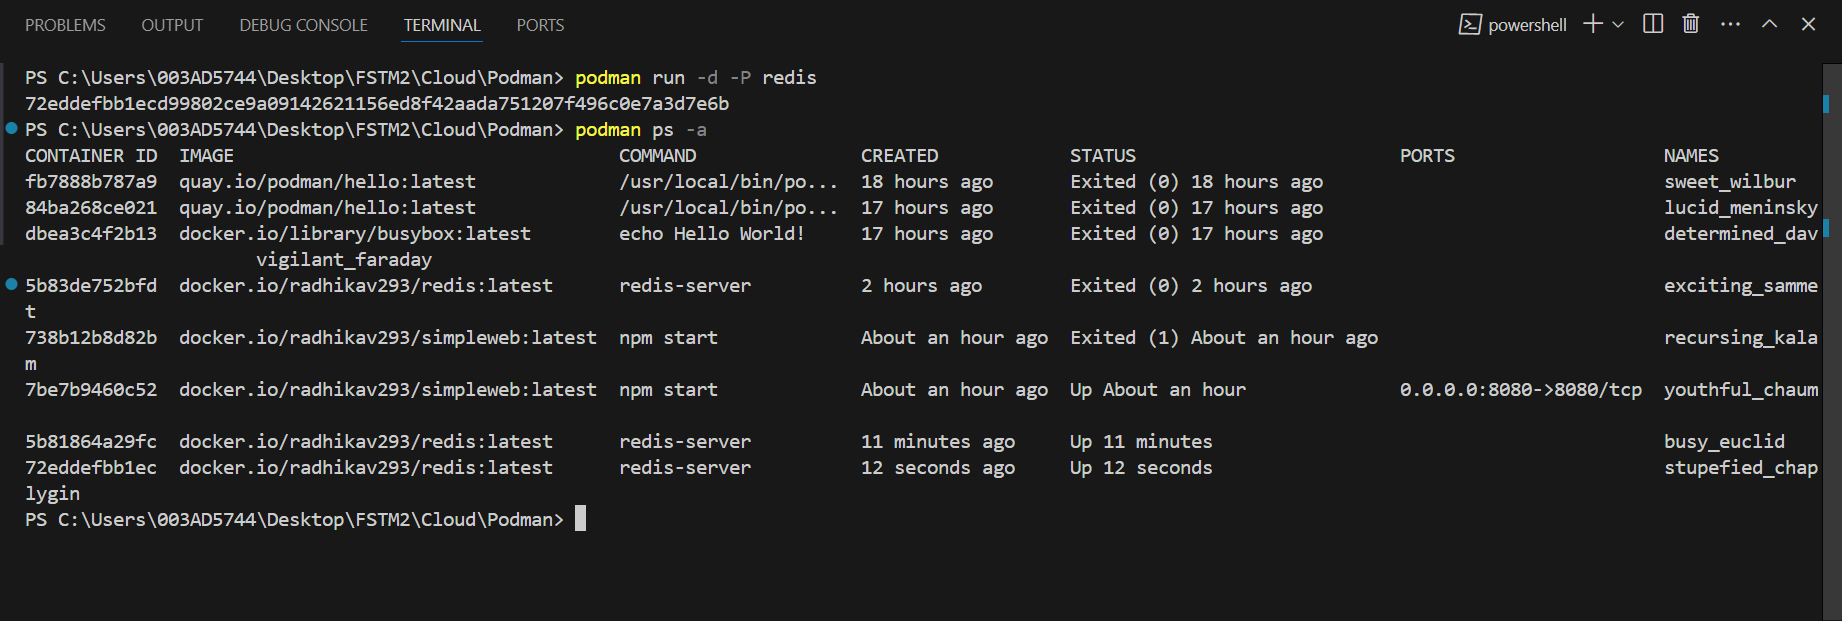 PROBLEMS OUTPUT DEBUG CONSOLE TERMINAL PORTS powershell
PS C:\Users\003AD5744\Desktop\FSTM2\Cloud\Podman> podman run -d -P redis
72eddefbb1ecd99802ce9a09142621156ed8f42aada751207f496c0e7a3d7e6b
PS C:\Users\003AD5744\Desktop\FSTM2\Cloud\Podman> podman ps -a
CONTAINER ID  IMAGE                                   COMMAND               CREATED            STATUS                        PORTS                   NAMES
fb7888b787a9  quay.io/podman/hello:latest             /usr/local/bin/po...  18 hours ago       Exited (0) 18 hours ago                               sweet_wilbur
84ba268ce021  quay.io/podman/hello:latest             /usr/local/bin/po...  17 hours ago       Exited (0) 17 hours ago                               lucid_meninsky
dbea3c4f2b13  docker.io/library/busybox:latest        echo Hello World!     17 hours ago       Exited (0) 17 hours ago                               determined_dav
vigilant_faraday
5b83de752bfd  docker.io/radhikav293/redis:latest      redis-server          2 hours ago        Exited (0) 2 hours ago                                exciting_samme
t
738b12b8d82b  docker.io/radhikav293/simpleweb:latest  npm start             About an hour ago  Exited (1) About an hour ago                          recursing_kala
m
7be7b9460c52  docker.io/radhikav293/simpleweb:latest  npm start             About an hour ago  Up About an hour              0.0.0.0:8080->8080/tcp  youthful_chaum
5b81864a29fc  docker.io/radhikav293/redis:latest      redis-server          11 minutes ago     Up 11 minutes                                         busy_euclid
72eddefbb1ec  docker.io/radhikav293/redis:latest      redis-server          12 seconds ago     Up 12 seconds                                         stupefied_chap
lygin
PS C:\Users\003AD5744\Desktop\FSTM2\Cloud\Podman>